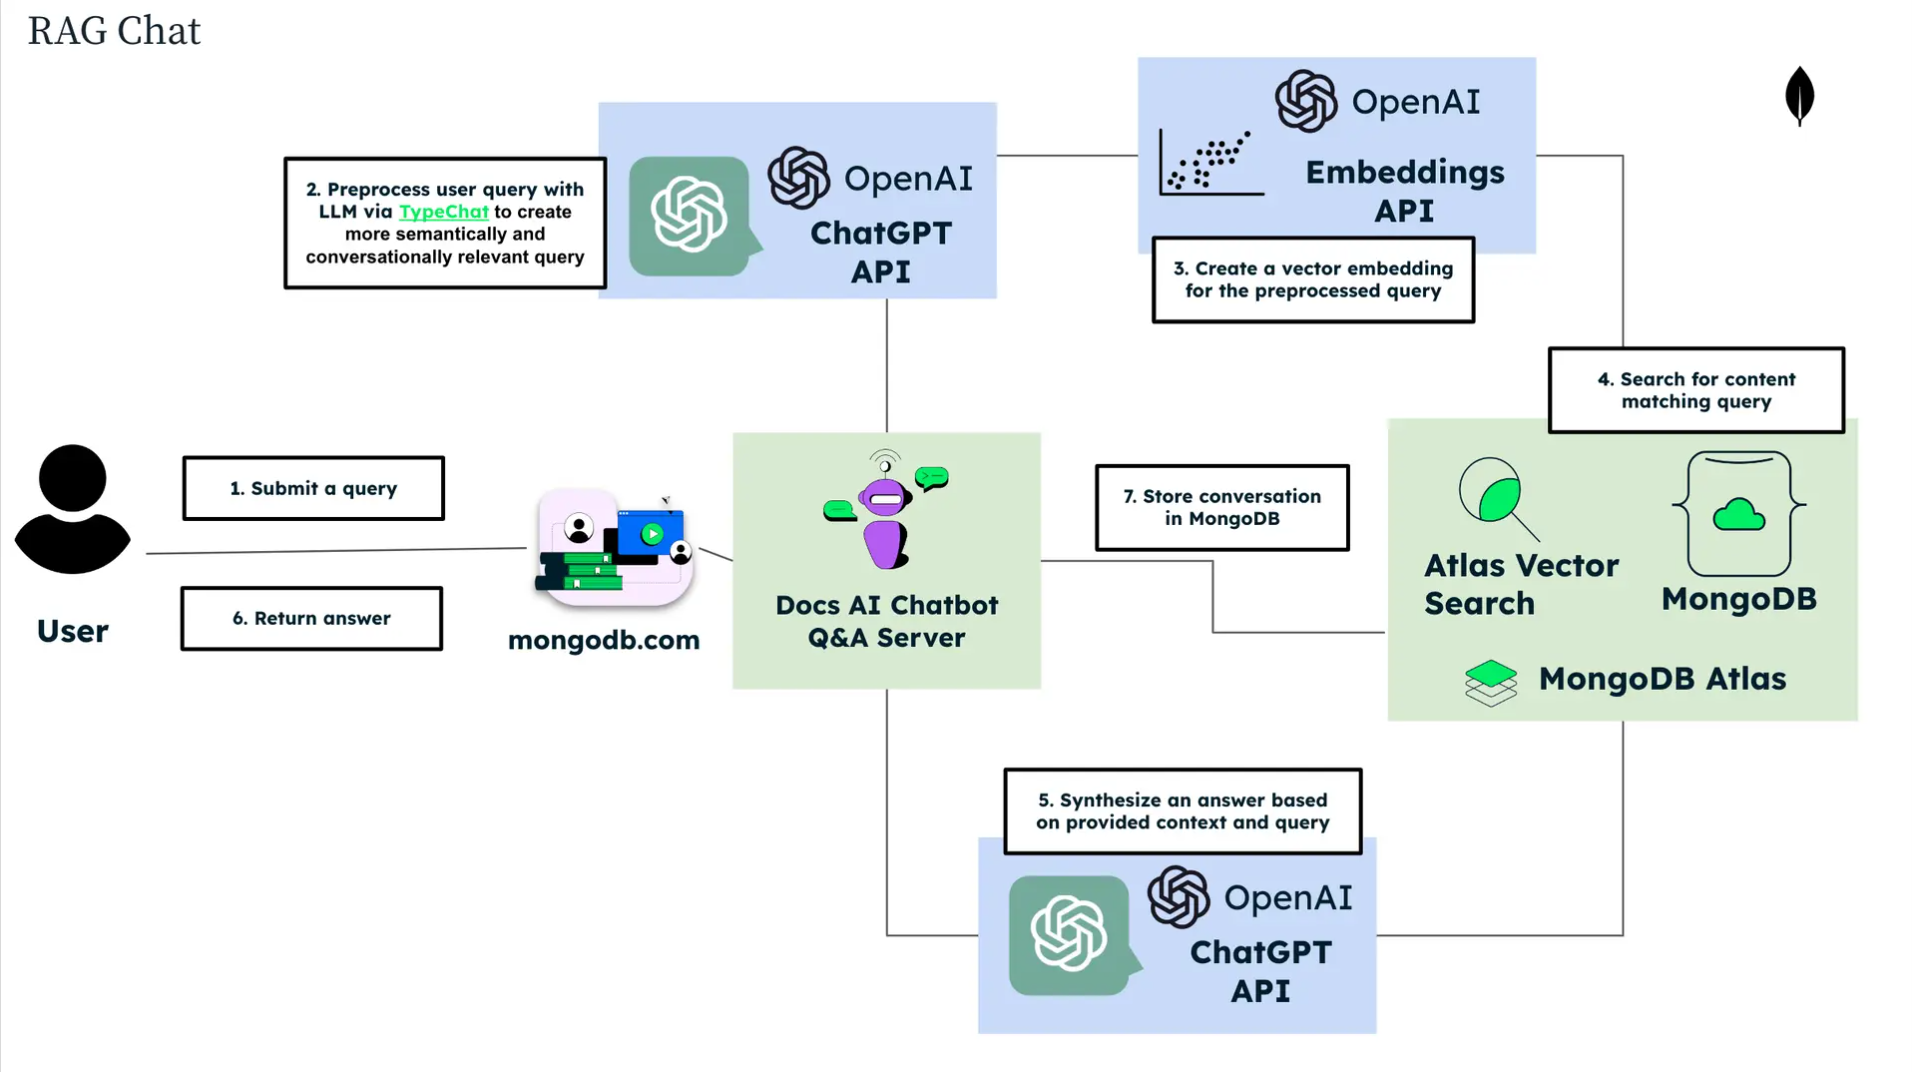 RAG Chat
OpenAI
Embeddings
API
3. Create a vector embedding
for the preprocessed query
2. Preprocess user query with
LLM via TypeChat to create
more semantically and
conversationally relevant query
OpenAI
ChatGPT
API
4. Search for content
matching query
1. Submit a query
6. Return answer
User
mongodb.com
Docs AI Chatbot
Q&A Server
7. Store conversation
in MongoDB
Atlas Vector
Search
MongoDB
MongoDB Atlas
5. Synthesize an answer based
on provided context and query
OpenAI
ChatGPT
API